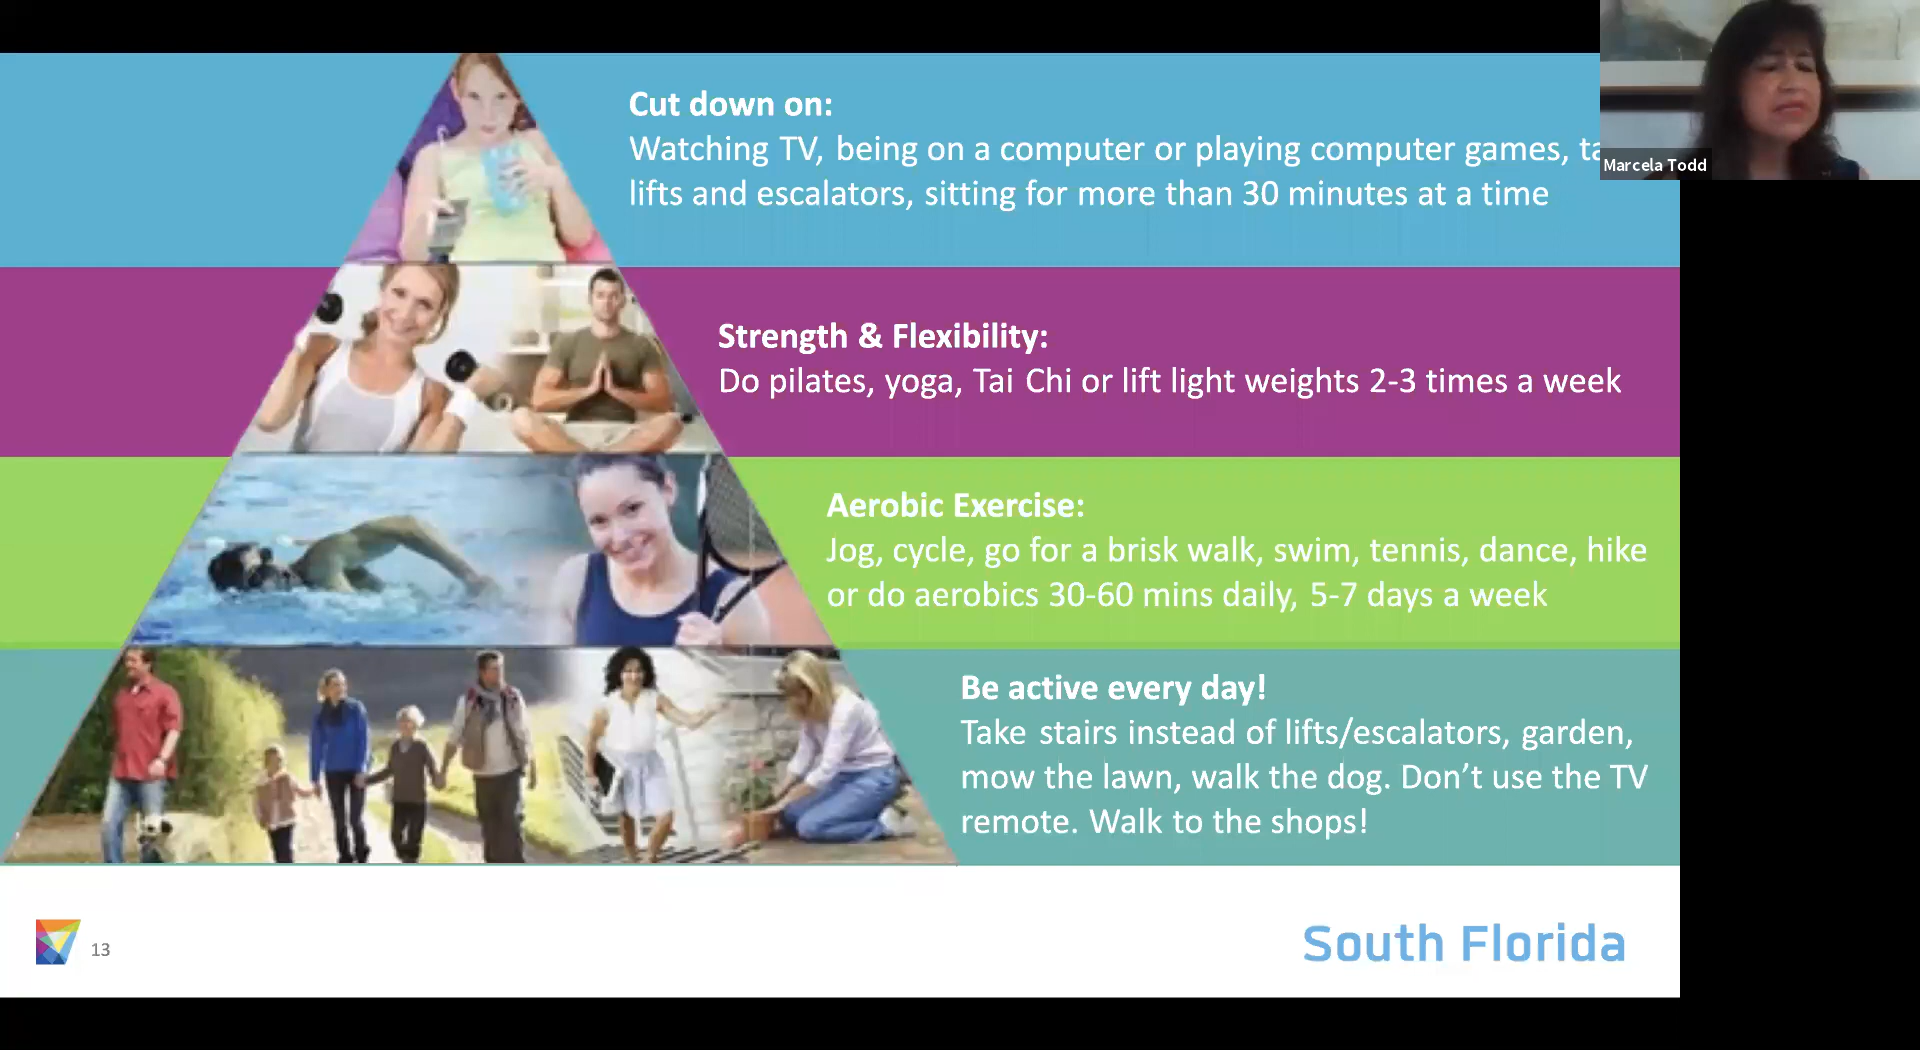 Cut down on:
Watching TV, being on a computer or playing computer games,
lifts and escalators, sitting for more than 30 minutes at a time
Marcela Todd
Strength & Flexibility:
Do pilates, yoga, Tai Chi or lift light weights 2-3 times a week
Aerobic Exercise:
Jog, cycle, go for a brisk walk, swim, tennis, dance, hike
or do aerobics 30-60 mins daily, 5-7 days a week
Be active every day!
Take stairs instead of lifts/escalators, garden,
mow the lawn, walk the dog. Don’t use the TV
remote. Walk to the shops!
13
South Florida